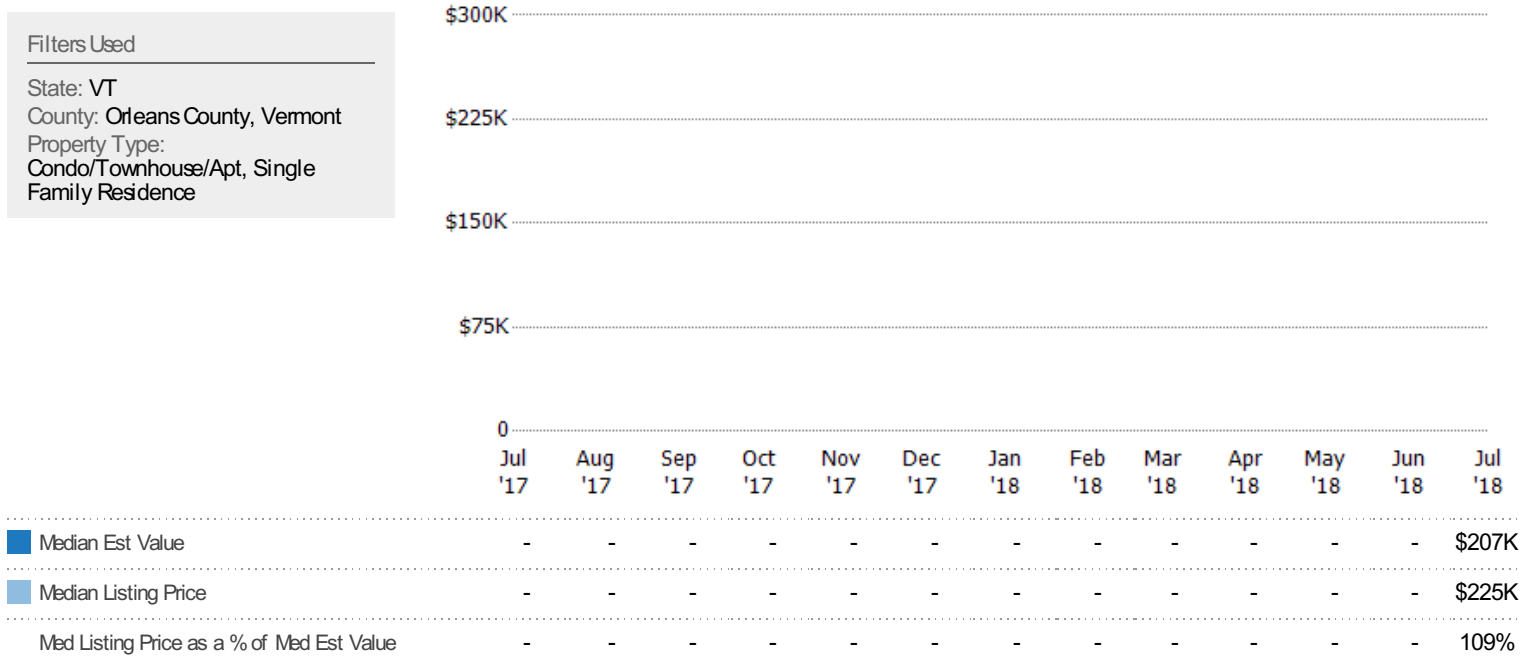 Filters Used
State: VT
County: Orleans County, Vermont
Property Type:
Condo/Townhouse/Apt, Single
Family Residence
$300K
$225K
$150K
$75K
0
Jul Aug Sep Oct Nov Dec Jan Feb Mar Apr May Jun Jul
'17 '17 '17 '17 '17 '17 '18 '18 '18 '18 '18 '18 '18
Median Est Value - - - - - - - - - - - - $207K
Median Listing Price - - - - - - - - - - - - $225K
Med Listing Price as a % of Med Est Value - - - - - - - - - - - - 109%